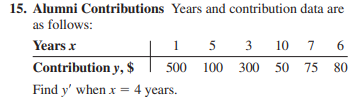 15. Alumni Contributions Years and contribution data are
as follows:
Years x 1 5 3 10 7 6
Contribution y, $ 500 100 300 50 75 80
Find y′ when x = 4 years.